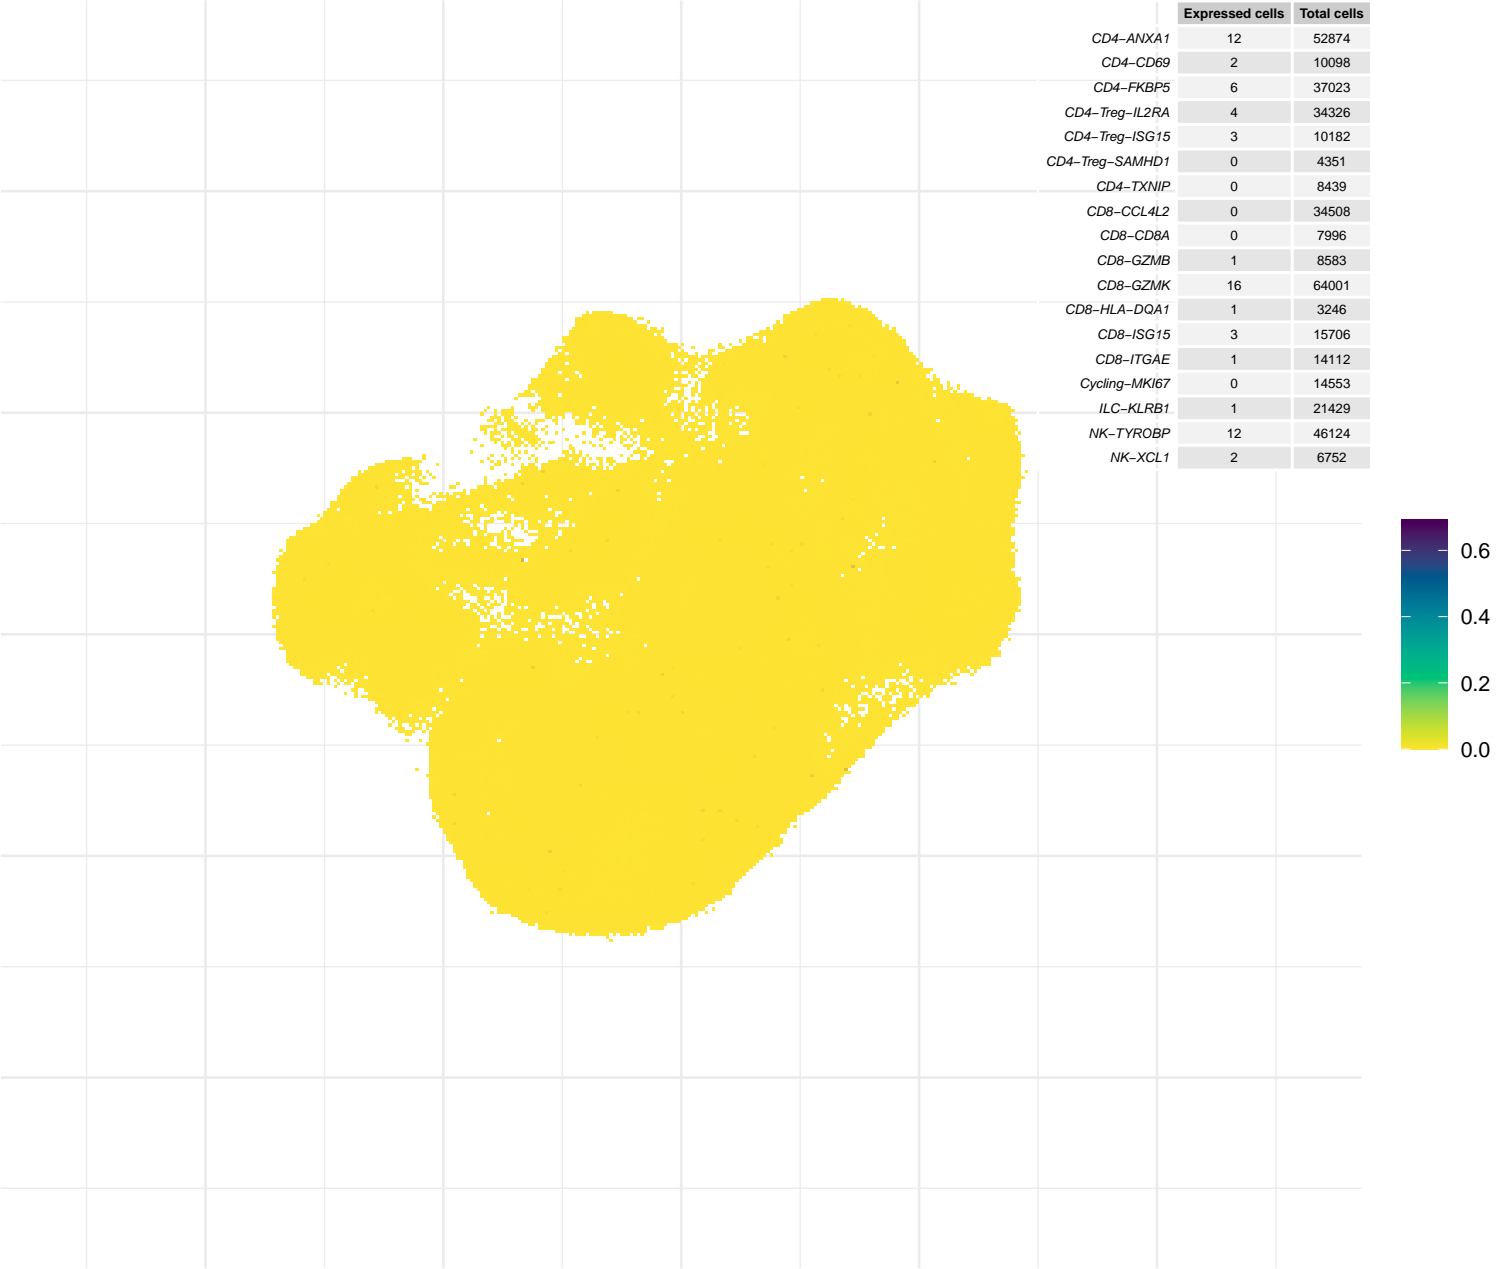 Expressed cells Total cells
CD4−ANXA1 12 52874
CD4−CD69 2 10098
CD4−FKBP5 6 37023
CD4−Treg−IL2RA 4 34326
CD4−Treg−ISG15 3 10182
CD4−Treg−SAMHD1 0 4351
CD4−TXNIP 0 8439
CD8−CCL4L2 0 34508
CD8−CD8A 0 7996
CD8−GZMB 1 8583
CD8−GZMK 16 64001
CD8−HLA−DQA1 1 3246
CD8−ISG15 3 15706
CD8−ITGAE 1 14112
Cycling−MKI67 0 14553
ILC−KLRB1 1 21429
NK−TYROBP 12 46124
NK−XCL1 2 6752
0.6
0.4
0.2
0.0